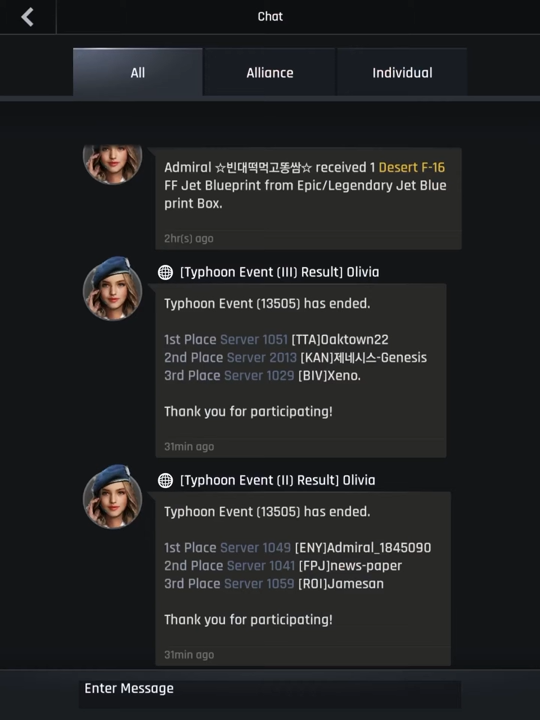 Chat
All
Alliance
Individual
Admiral ☆빈대떡먹고똥쌈☆ received 1 Desert F-16
FF Jet Blueprint from Epic/Legendary Jet Blue
print Box.
2hr(s) ago
[Typhoon Event (III) Result] Olivia
Typhoon Event (13505) has ended.
1st Place Server 1051 [TTA]Oaktown22
2nd Place Server 2013 [KAN]제네시스-Genesis
3rd Place Server 1029 [BIV]Xeno.
Thank you for participating!
31min ago
[Typhoon Event (II) Result] Olivia
Typhoon Event (13505) has ended.
1st Place Server 1049 [ENY]Admiral_1845090
2nd Place Server 1041 [FPJ]news-paper
3rd Place Server 1059 [ROI]Jamesan
Thank you for participating!
31min ago
Enter Message